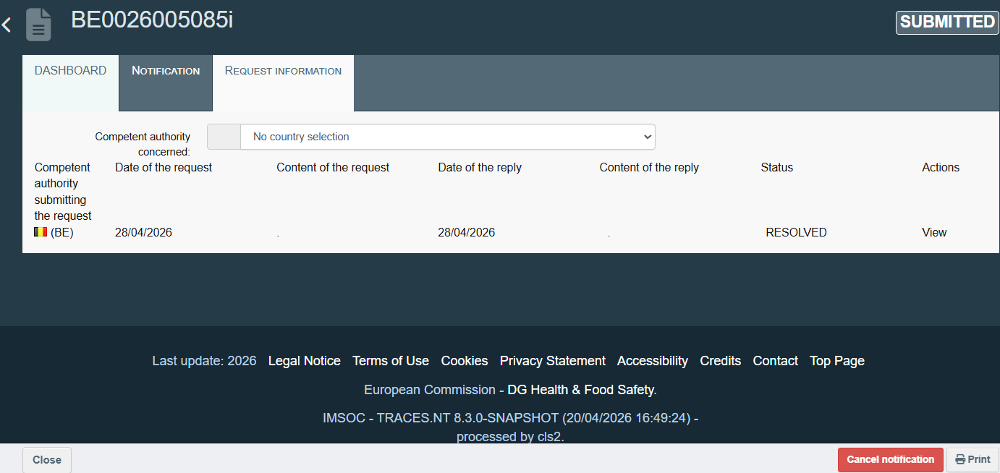 BE0026005085i
SUBMITTED
DASHBOARD
NOTIFICATION
REQUEST INFORMATION
Competent authority
concerned:
No country selection
Competent authority submitting the request
Date of the request
Content of the request
Date of the reply
Content of the reply
Status
Actions
(BE)
28/04/2026
.
28/04/2026
.
RESOLVED
View
Last update: 2026 Legal Notice Terms of Use Cookies Privacy Statement Accessibility Credits Contact Top Page
European Commission - DG Health & Food Safety.
IMSOC - TRACES.NT 8.3.0-SNAPSHOT (20/04/2026 16:49:24) -
processed by cls2.
Close
Cancel notification
Print